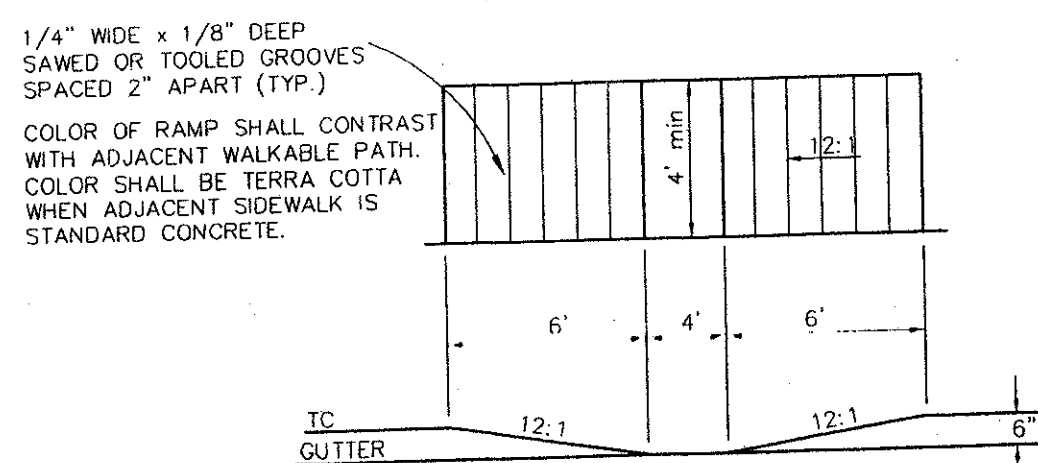 1/4" WIDE x 1/8" DEEP
SAWED OR TOOLED GROOVES
SPACED 2" APART (TYP.)
COLOR OF RAMP SHALL CONTRAST
WITH ADJACENT WALKABLE PATH.
COLOR SHALL BE TERRA COTTA
WHEN ADJACENT SIDEWALK IS
STANDARD CONCRETE.
4' min
12:1
6'
4'
6'
TC
12:1
12:1
6"
GUTTER